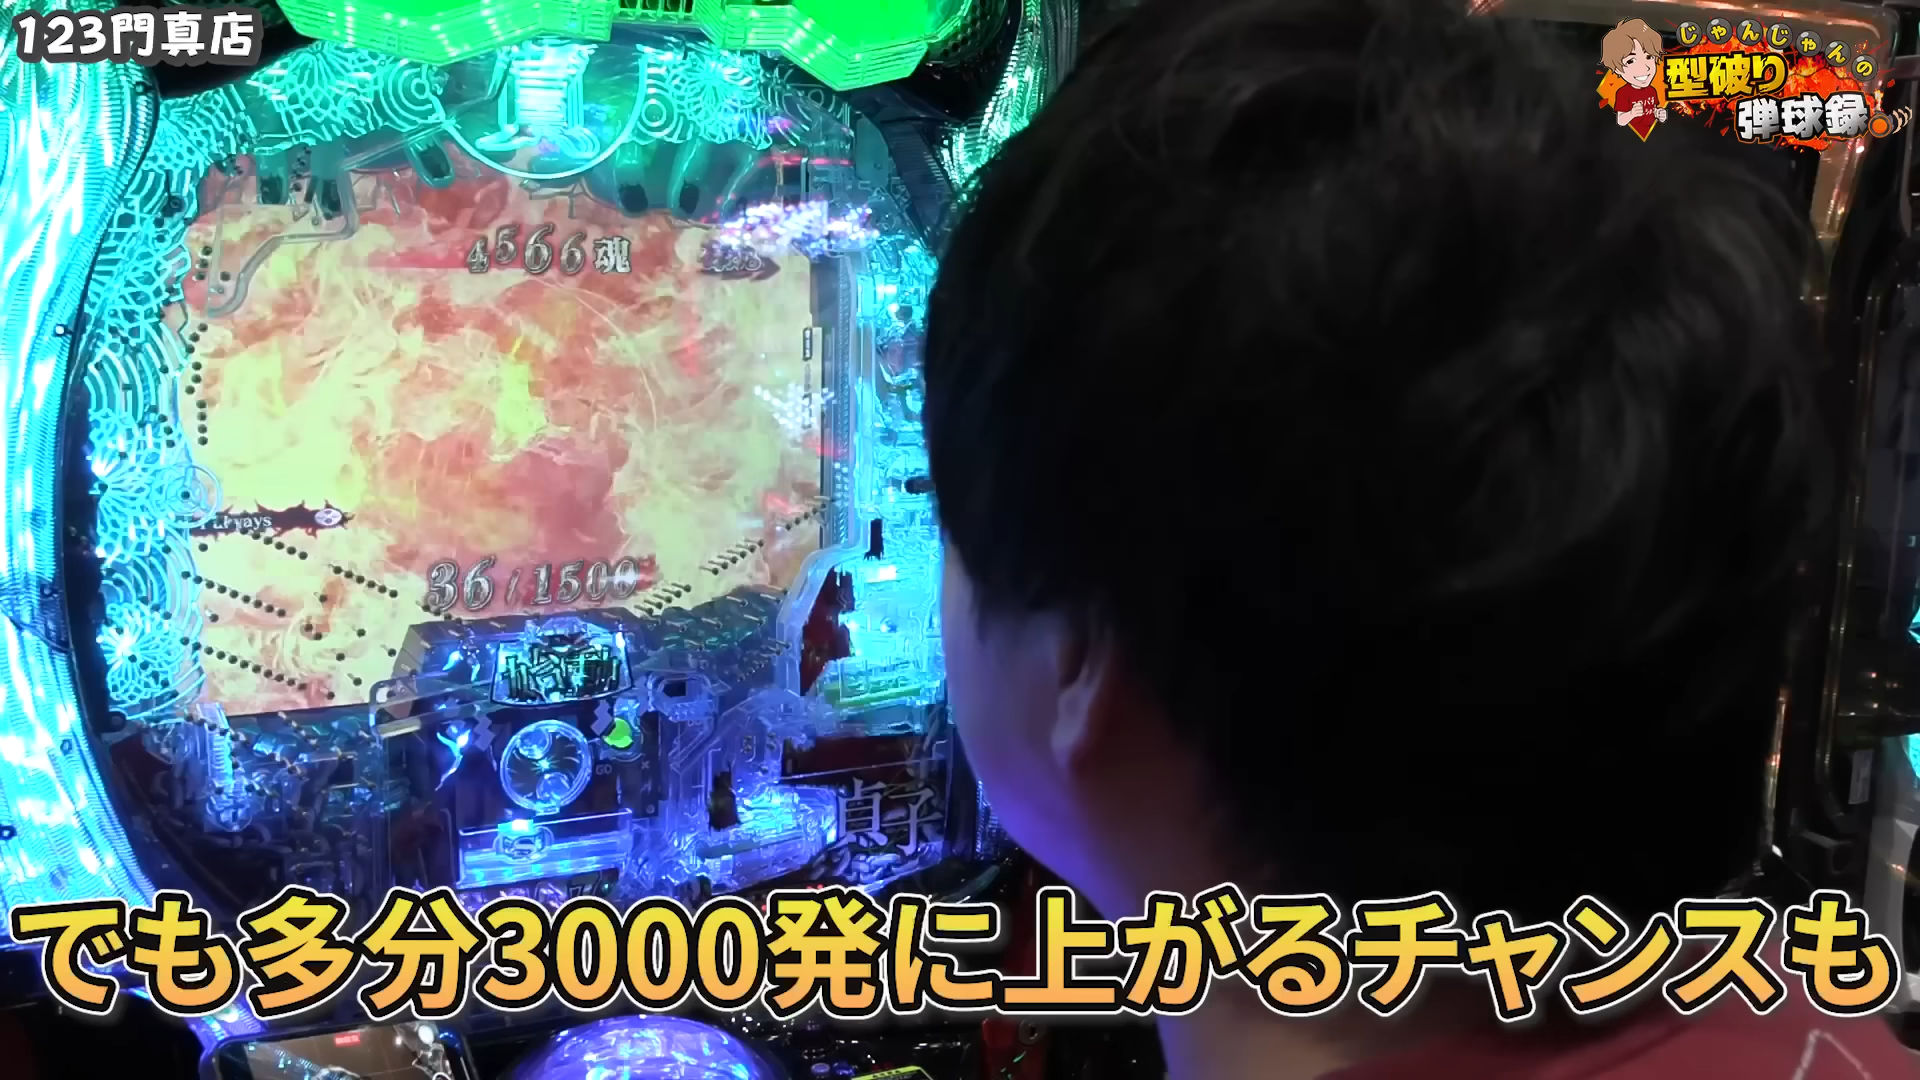 123門真店
じゃんじゃんの
型破り
弾球録
4566魂
36/1500
GO
貞子
でも多分3000発に上がるチャンスも